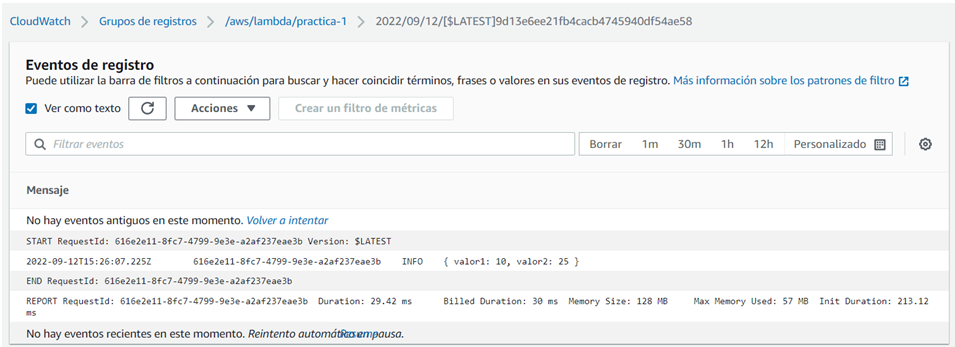 CloudWatch > Grupos de registros > /aws/lambda/practica-1 > 2022/09/12/[$LATEST]9d13e6ee21fb4cacb4745940df54ae58
Eventos de registro
Puede utilizar la barra de filtros a continuación para buscar y hacer coincidir términos, frases o valores en sus eventos de registro. Más información sobre los patrones de filtro
Ver como texto Acciones Crear un filtro de métricas
Filtrar eventos Borrar 1m 30m 1h 12h Personalizado
Mensaje
No hay eventos antiguos en este momento. Volver a intentar
START RequestId: 616e2e11-8fc7-4799-9e3e-a2af237eae3b Version: $LATEST
2022-09-12T15:26:07.225Z 616e2e11-8fc7-4799-9e3e-a2af237eae3b INFO { valor1: 10, valor2: 25 }
END RequestId: 616e2e11-8fc7-4799-9e3e-a2af237eae3b
REPORT RequestId: 616e2e11-8fc7-4799-9e3e-a2af237eae3b Duration: 29.42 ms Billed Duration: 30 ms Memory Size: 128 MB Max Memory Used: 57 MB Init Duration: 213.12
ms
No hay eventos recientes en este momento. Reintento automático en pausa.